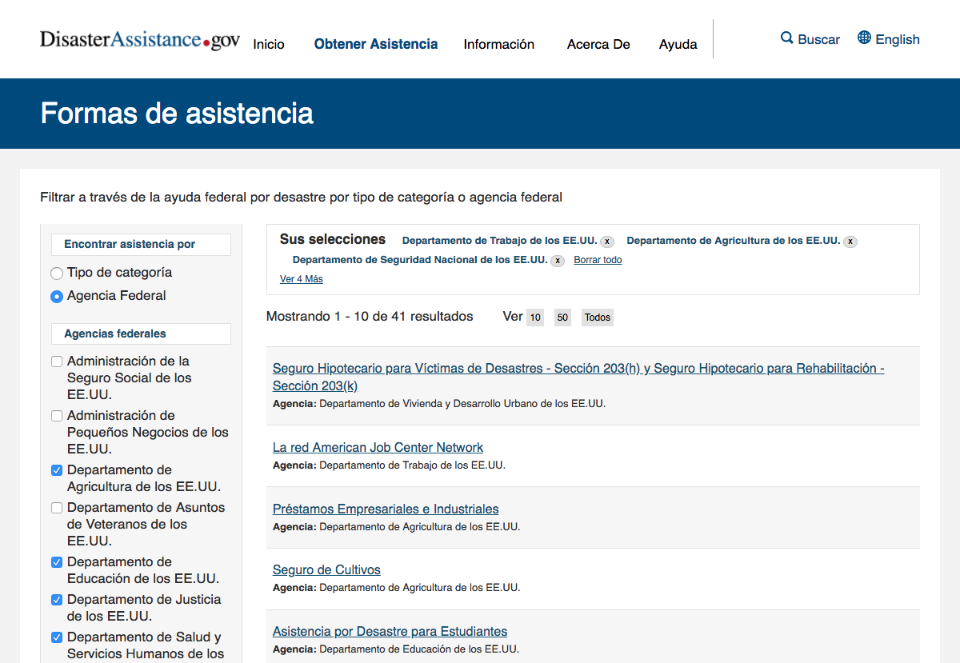 DisasterAssistance.gov Inicio Obtener Asistencia Información Acerca De Ayuda Buscar English
Formas de asistencia
Filtrar a través de la ayuda federal por desastre por tipo de categoría o agencia federal
Encontrar asistencia por
Tipo de categoría
Agencia Federal
Agencias federales
Administración de la
Seguro Social de los
EE.UU.
Administración de
Pequeños Negocios de los
EE.UU.
Departamento de
Agricultura de los EE.UU.
Departamento de Asuntos
de Veteranos de los
EE.UU.
Departamento de
Educación de los EE.UU.
Departamento de Justicia
de los EE.UU.
Departamento de Salud y
Servicios Humanos de los
Sus selecciones Departamento de Trabajo de los EE.UU. x Departamento de Agricultura de los EE.UU. x
Departamento de Seguridad Nacional de los EE.UU. x Borrar todo
Ver 4 Más
Mostrando 1 - 10 de 41 resultados Ver 10 50 Todos
Seguro Hipotecario para Víctimas de Desastres - Sección 203(h) y Seguro Hipotecario para Rehabilitación -
Sección 203(k)
Agencia: Departamento de Vivienda y Desarrollo Urbano de los EE.UU.
La red American Job Center Network
Agencia: Departamento de Trabajo de los EE.UU.
Préstamos Empresariales e Industriales
Agencia: Departamento de Agricultura de los EE.UU.
Seguro de Cultivos
Agencia: Departamento de Agricultura de los EE.UU.
Asistencia por Desastre para Estudiantes
Agencia: Departamento de Educación de los EE.UU.